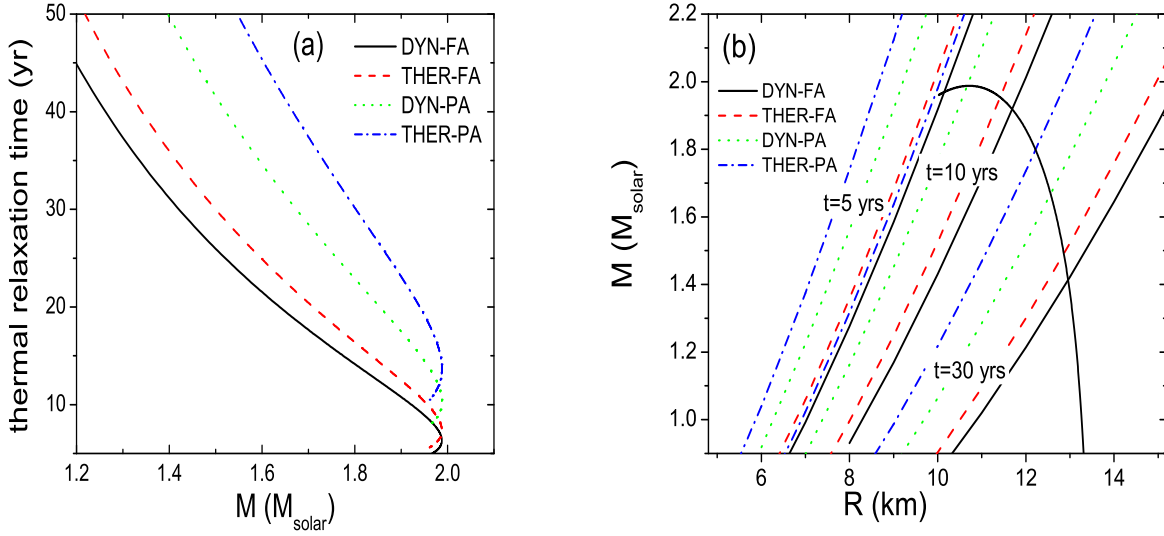 (a)
DYN-FA
THER-FA
DYN-PA
THER-PA
thermal relaxation time (yr)
50
40
30
20
10
1.2
1.4
1.6
1.8
2.0
M (M_solar)
(b)
DYN-FA
THER-FA
DYN-PA
THER-PA
t=5 yrs
t=10 yrs
t=30 yrs
M (M_solar)
2.2
2.0
1.8
1.6
1.4
1.2
1.0
6
8
10
12
14
R (km)